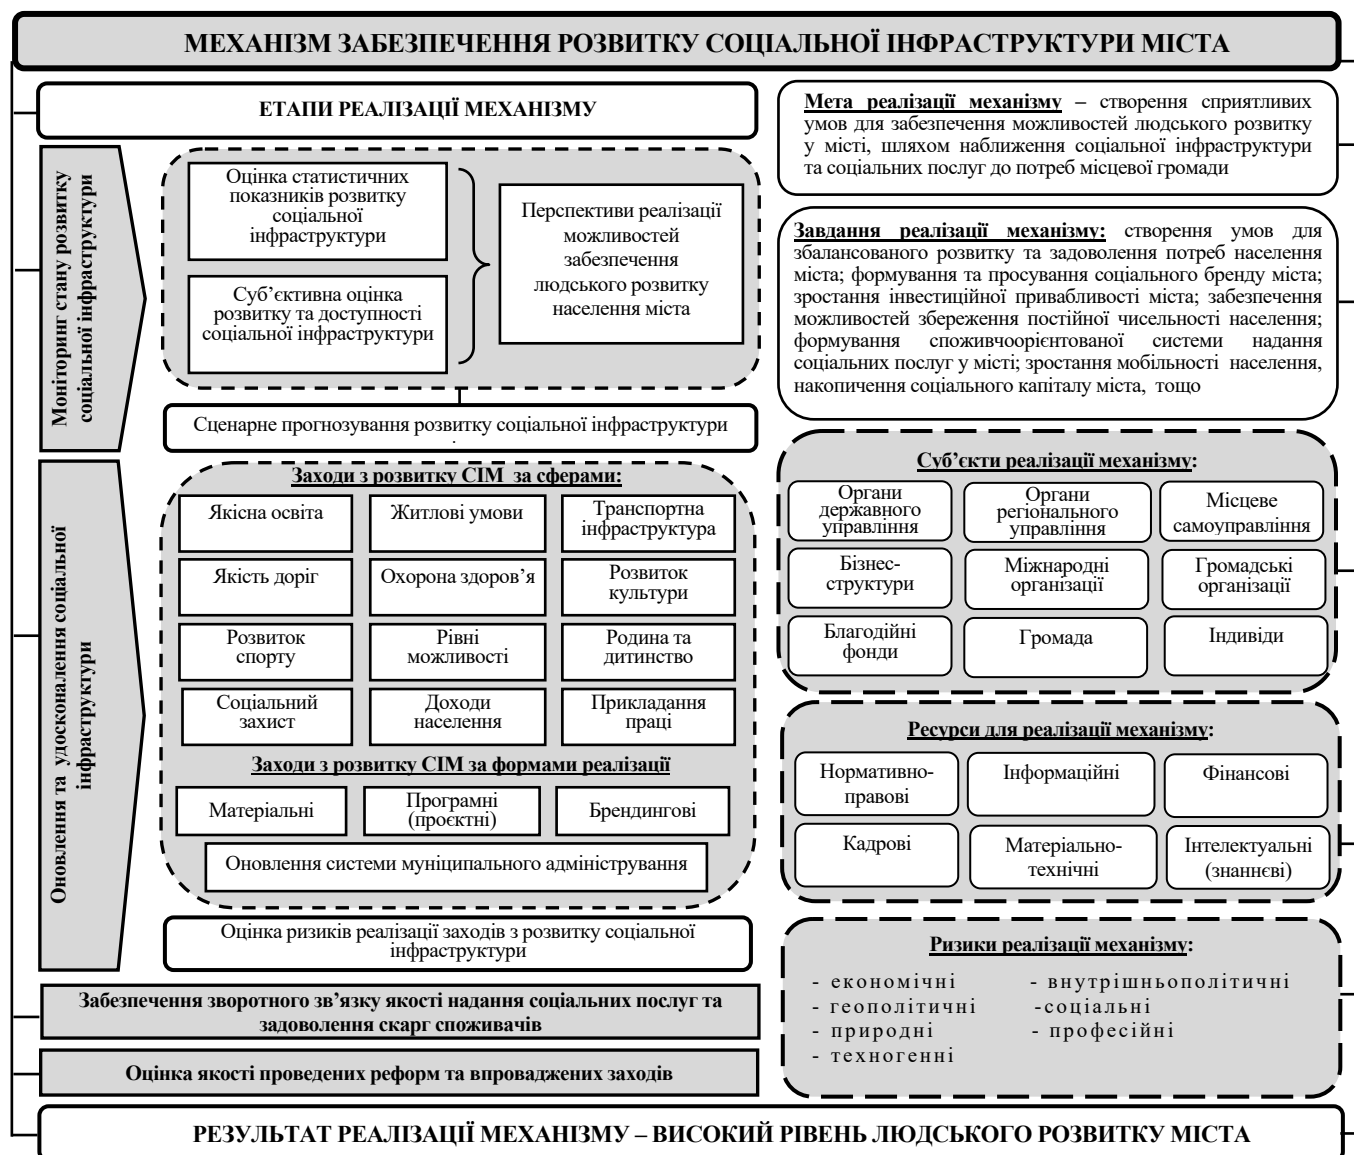 МЕХАНІЗМ ЗАБЕЗПЕЧЕННЯ РОЗВИТКУ СОЦІАЛЬНОЇ ІНФРАСТРУКТУРИ МІСТА
ЕТАПИ РЕАЛІЗАЦІЇ МЕХАНІЗМУ
Моніторинг стану розвитку
соціальної інфраструктури
Оцінка статистичних
показників розвитку
соціальної
інфраструктури
Суб’єктивна оцінка
розвитку та доступності
соціальної інфраструктури
Перспективи реалізації
можливостей
забезпечення
людського розвитку
населення міста
Сценарне прогнозування розвитку соціальної інфраструктури
Оновлення та удосконалення соціальної
інфраструктури
Заходи з розвитку СІМ за сферами:
Якісна освіта
Житлові умови
Транспортна
інфраструктура
Якість доріг
Охорона здоров’я
Розвиток
культури
Розвиток
спорту
Рівні
можливості
Родина та
дитинство
Соціальний
захист
Доходи
населення
Прикладання
праці
Заходи з розвитку СІМ за формами реалізації
Матеріальні
Програмні
(проєктні)
Брендингові
Оновлення системи муніципального адміністрування
Оцінка ризиків реалізації заходів з розвитку соціальної
інфраструктури
Забезпечення зворотного зв’язку якості надання соціальних послуг та
задоволення скарг споживачів
Оцінка якості проведених реформ та впроваджених заходів
Мета реалізації механізму – створення сприятливих
умов для забезпечення можливостей людського розвитку
у місті, шляхом наближення соціальної інфраструктури
та соціальних послуг до потреб місцевої громади
Завдання реалізації механізму: створення умов для
збалансованого розвитку та задоволення потреб населення
міста; формування та просування соціального бренду міста;
зростання інвестиційної привабливості міста; забезпечення
можливостей збереження постійної чисельності населення;
формування споживчоорієнтованої системи надання
соціальних послуг у місті; зростання мобільності населення,
накопичення соціального капіталу міста, тощо
Суб’єкти реалізації механізму:
Органи
державного
управління
Органи
регіонального
управління
Місцеве
самоуправління
Бізнес-
структури
Міжнародні
організації
Громадські
організації
Благодійні
фонди
Громада
Індивіди
Ресурси для реалізації механізму:
Нормативно-
правові
Інформаційні
Фінансові
Кадрові
Матеріально-
технічні
Інтелектуальні
(знаннєві)
Ризики реалізації механізму:
- економічні
- геополітичні
- природні
- техногенні
- внутрішньополітичні
-соціальні
- професійні
РЕЗУЛЬТАТ РЕАЛІЗАЦІЇ МЕХАНІЗМУ – ВИСОКИЙ РІВЕНЬ ЛЮДСЬКОГО РОЗВИТКУ МІСТА